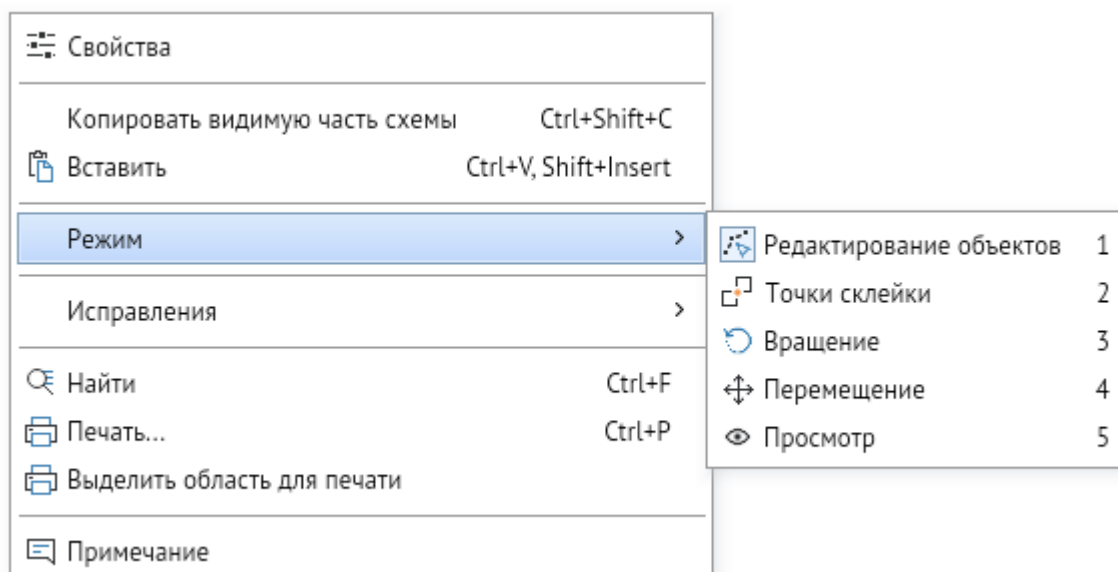 Свойства
Копировать видимую часть схемы Ctrl+Shift+C
Вставить Ctrl+V, Shift+Insert
Режим
Исправления
Найти Ctrl+F
Печать... Ctrl+P
Выделить область для печати
Примечание
Редактирование объектов 1
Точки склейки 2
Вращение 3
Перемещение 4
Просмотр 5